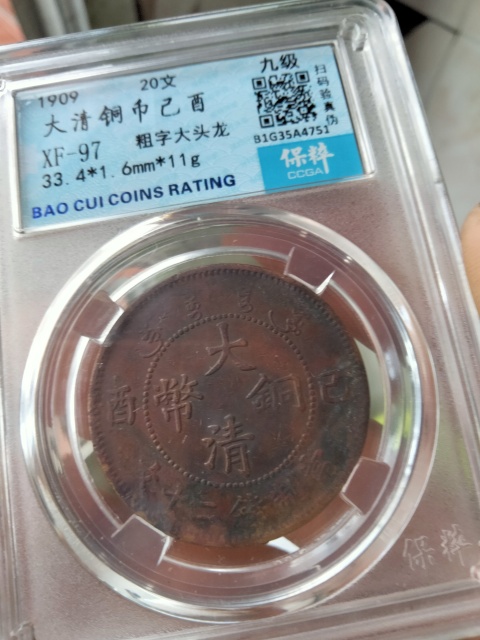 1909 20文
大清铜币己酉
XF-97 粗字大头龙
33.4*1.6mm*11g
BAO CUI COINS RATING
九级
扫码验真伪
B1G35A4751
保粹
CCGA
大
銅
幣
清
己
酉
保粹